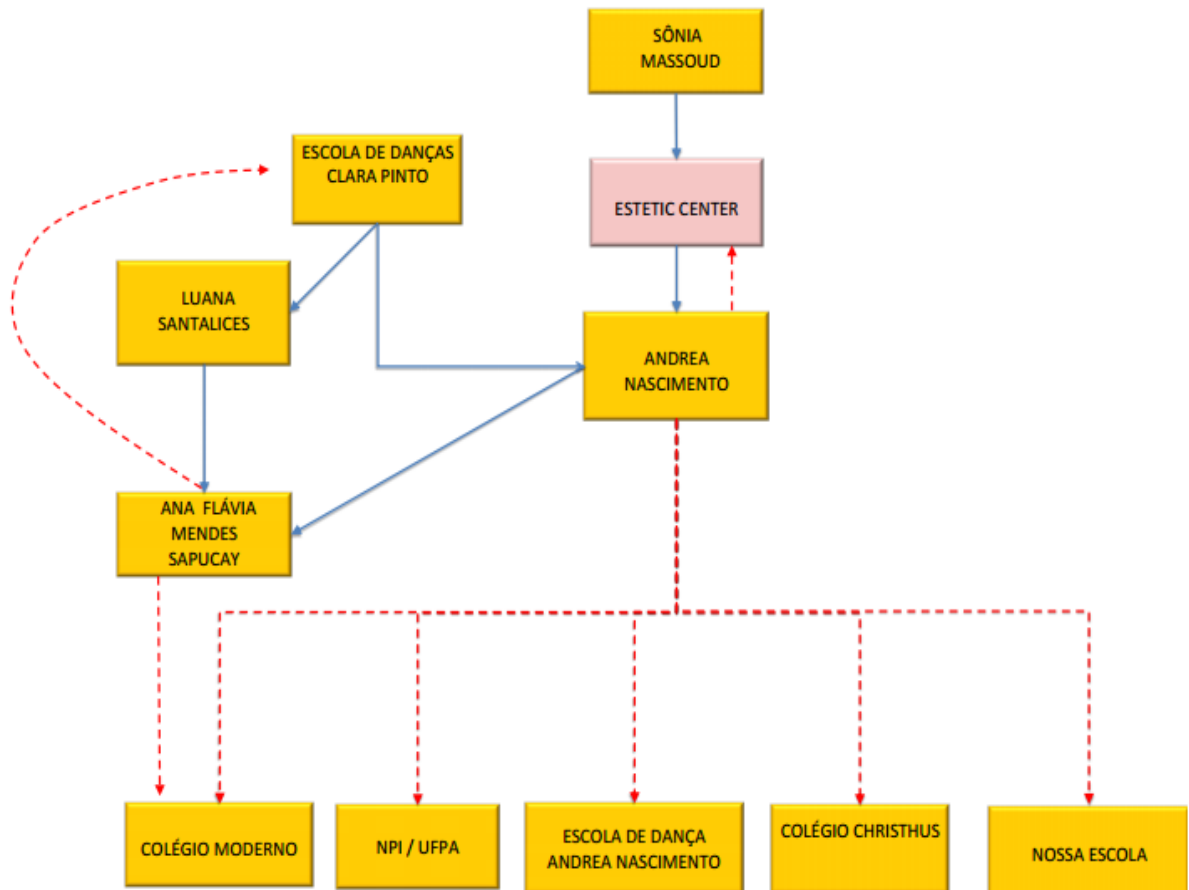 SÔNIA
MASSOUD
ESCOLA DE DANÇAS
CLARA PINTO
ESTETIC CENTER
LUANA
SANTALICES
ANDREA
NASCIMENTO
ANA FLÁVIA
MENDES
SAPUCAY
COLÉGIO MODERNO
NPI / UFPA
ESCOLA DE DANÇA
ANDREA NASCIMENTO
COLÉGIO CHRISTHUS
NOSSA ESCOLA